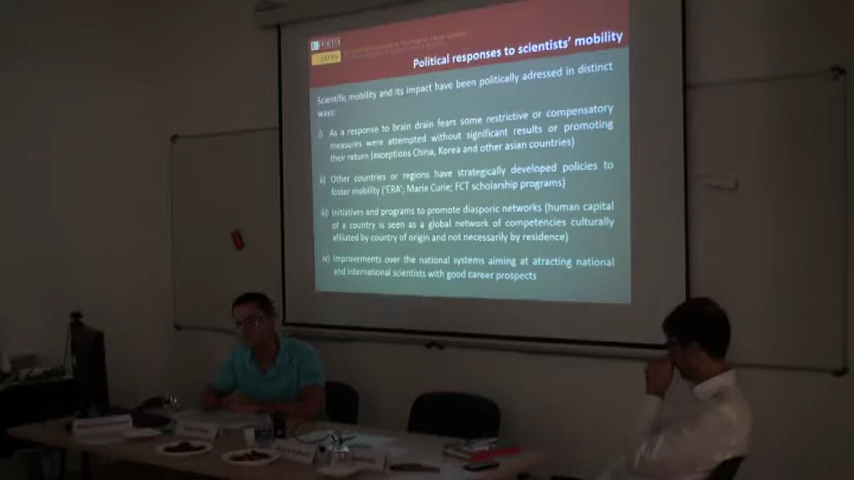 Political responses to scientists' mobility
Scientific mobility and its impact have been politically adressed in distinct
ways:
i) As a response to brain drain fears some restrictive or compensatory
measures were attempted without significant results or promoting
their return (exceptions China, Korea and other asian countries)
ii) Other countries or regions have strategically developed policies to
foster mobility ('ERA'; Marie Curie; FCT scholarship programs)
iii) Initiatives and programs to promote diasporic networks (human capital
of a country is seen as a global network of competencies culturally
affiliated by country of origin and not necessarily by residence)
iv) Improvements over the national systems aiming at atracting national
and international scientists with good career prospects